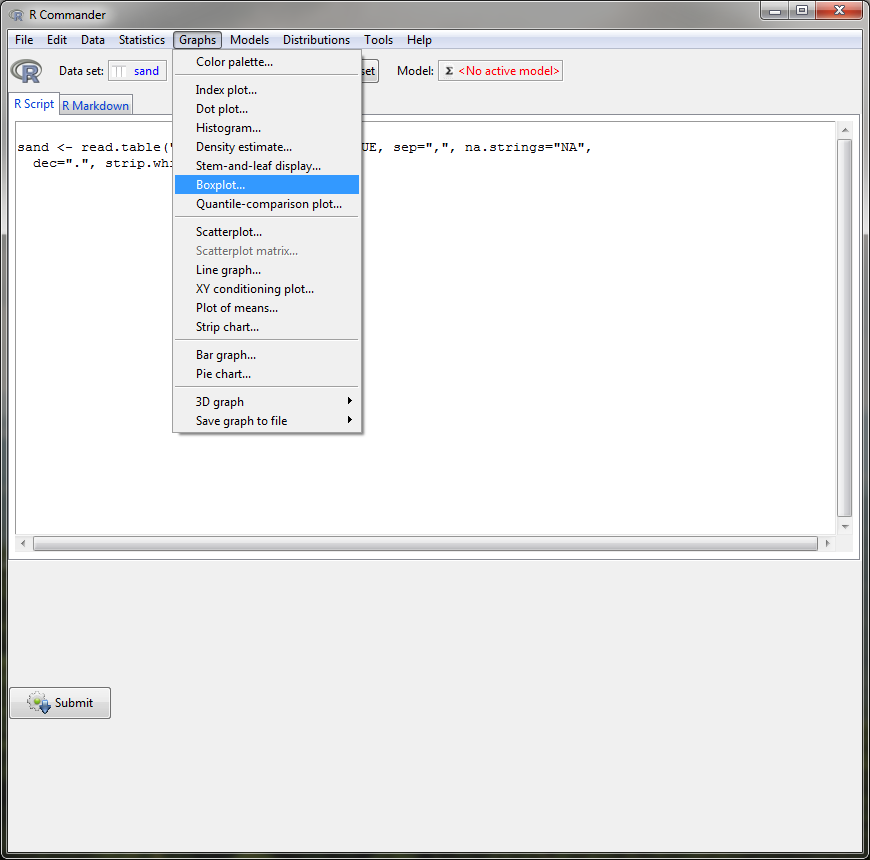 R Commander
File Edit Data Statistics Graphs Models Distributions Tools Help
R Data set: sand set Model: Σ <No active model>
R Script R Markdown
sand <- read.table(" UE, sep=",", na.strings="NA",
dec=".", strip.whi
Color palette...
Index plot...
Dot plot...
Histogram...
Density estimate...
Stem-and-leaf display...
Boxplot...
Quantile-comparison plot...
Scatterplot...
Scatterplot matrix...
Line graph...
XY conditioning plot...
Plot of means...
Strip chart...
Bar graph...
Pie chart...
3D graph
Save graph to file
Submit